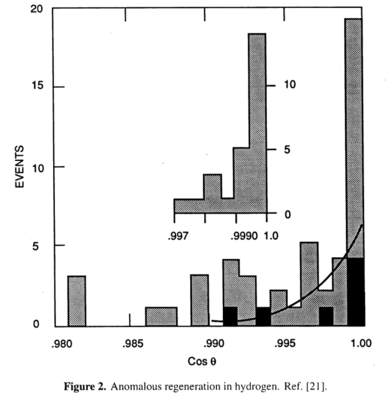 20
15
10
5
0
EVENTS
10
5
0
.997 .9990 1.0
.980 .985 .990 .995 1.00
Cos θ
Figure 2. Anomalous regeneration in hydrogen. Ref. [21].